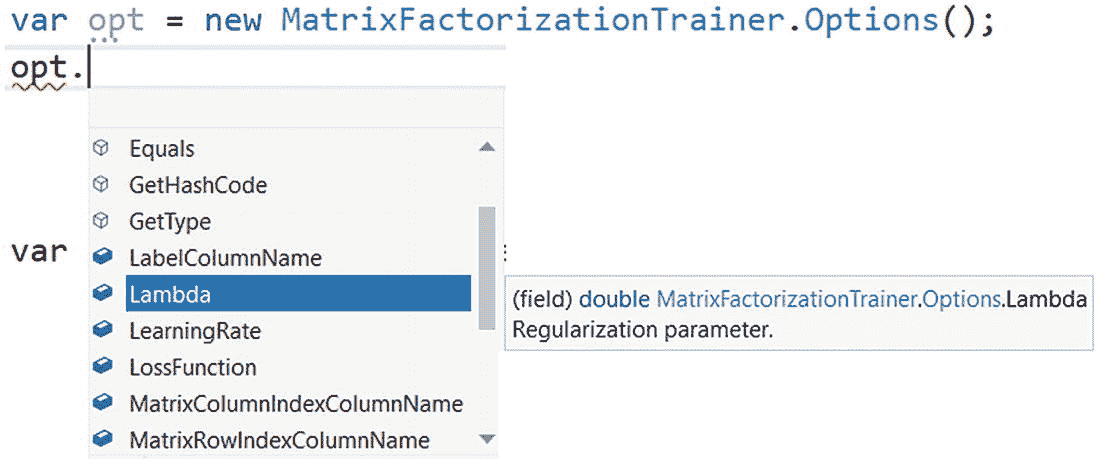 var opt = new MatrixFactorizationTrainer.Options();
opt.
Equals
GetHashCode
GetType
var
LabelColumnName
Lambda
(field) double MatrixFactorizationTrainer.Options.Lambda
Regularization parameter.
LearningRate
LossFunction
MatrixColumnIndexColumnName
MatrixRowIndexColumnName